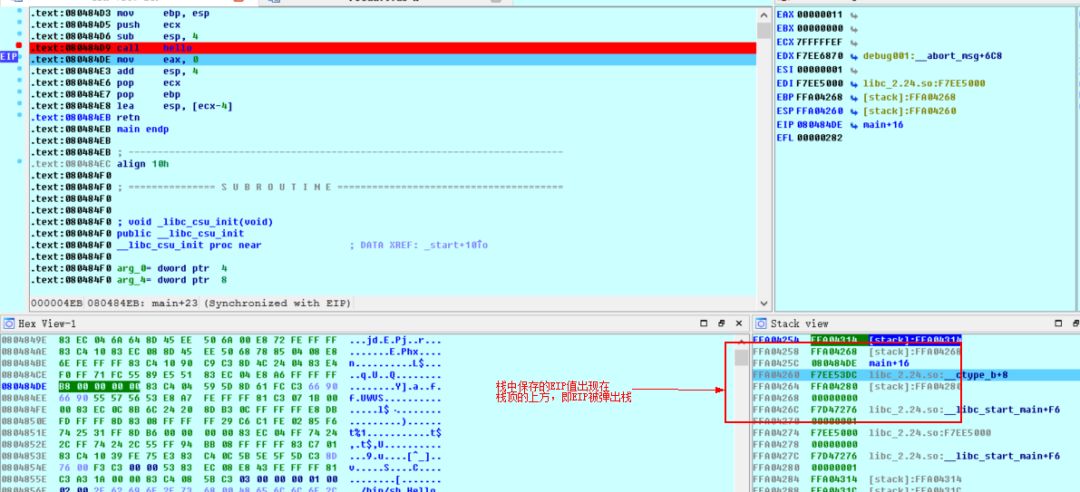 .text:080484D3 mov     ebp, esp
.text:080484D5 push    ecx
.text:080484D6 sub     esp, 4
.text:080484D9 call    hello
.text:080484DE mov     eax, 0
.text:080484E3 add     esp, 4
.text:080484E6 pop     ecx
.text:080484E7 pop     ebp
.text:080484E8 lea     esp, [ecx-4]
.text:080484EB retn
.text:080484EB main endp
.text:080484EB
.text:080484EB ; ---------------------------------------------------------------------------
.text:080484EC align 10h
.text:080484F0
.text:080484F0 ; =============== S U B R O U T I N E =======================================
.text:080484F0
.text:080484F0
.text:080484F0 ; void _libc_csu_init(void)
.text:080484F0 public __libc_csu_init
.text:080484F0 __libc_csu_init proc near               ; DATA XREF: _start+10↑o
.text:080484F0
.text:080484F0 arg_0= dword ptr  4
.text:080484F0 arg_4= dword ptr  8
EIP
000004EB 080484EB: main+23 (Synchronized with EIP)
EAX 00000011
EBX 00000000
ECX 7FFFFFEF
EDX F7EE6870 debug001:__abort_msg+6C8
ESI 00000001
EDI F7EE5000 libc_2.24.so:F7EE5000
EBP FFA04268 [stack]:FFA04268
ESP FFA04260 [stack]:FFA04260
EIP 080484DE main+16
EFL 00000282
Hex View-1
0804849E  83 EC 04 6A 64 8D 45 EE  50 6A 00 E8 72 FE FF FF  ...jd.E.Pj..r...
080484AE  83 C4 10 83 EC 08 8D 45  EE 50 68 78 85 04 08 E8  .......E.Phx....
080484BE  6E FE FF FF 83 C4 10 90  C9 C3 8D 4C 24 04 83 E4  n..........L$...
080484CE  F0 FF 71 FC 55 89 E5 51  83 EC 04 E8 A6 FF FF FF  ..q.U..Q........
080484DE  B8 00 00 00 00 83 C4 04  59 5D 8D 61 FC C3 66 90  ........Y].a..f.
080484EE  66 90 55 57 56 53 E8 A7  FE FF FF 81 C3 07 1B 00  f.UWVS..........
080484FE  00 83 EC 0C 8B 6C 24 20  8D B3 0C FF FF FF E8 DB  .....l$ ........
0804850E  FD FF FF 8D 83 08 FF FF  FF 29 C6 C1 FE 02 85 F6  .........)......
0804851E  74 25 31 FF 8D B6 00 00  00 00 83 EC 04 FF 74 24  t%1...........t$
0804852E  2C FF 74 24 2C 55 FF 94  BB 08 FF FF FF 83 C7 01  ,.t$,U..........
0804853E  83 C4 10 39 FE 75 E3 83  C4 0C 5B 5E 5F 5D C3 8D  ...9.u....[^_]..
0804854E  76 00 F3 C3 00 00 53 83  EC 08 E8 43 FE FF FF 81  v.....S....C....
0804855E  C3 A3 1A 00 00 83 C4 08  5B C3 03 00 00 00 01 00  ........[.......
栈中保存的EIP值出现在
栈顶的上方，即EIP被弹出栈
Stack view
FFA04254  FFA04314  [stack]:FFA04314
FFA04258  FFA04268  [stack]:FFA04268
FFA0425C  080484DE  main+16
FFA04260  F7EE53DC  libc_2.24.so:__ctype_b+8
FFA04264  FFA04280  [stack]:FFA04280
FFA04268  00000000
FFA0426C  F7D47276  libc_2.24.so:__libc_start_main+F6
FFA04270  00000001
FFA04274  F7EE5000  libc_2.24.so:F7EE5000
FFA0427C  F7D47276  libc_2.24.so:__libc_start_main+F6
FFA04280  00000001
FFA04284  FFA04314  [stack]:FFA04314